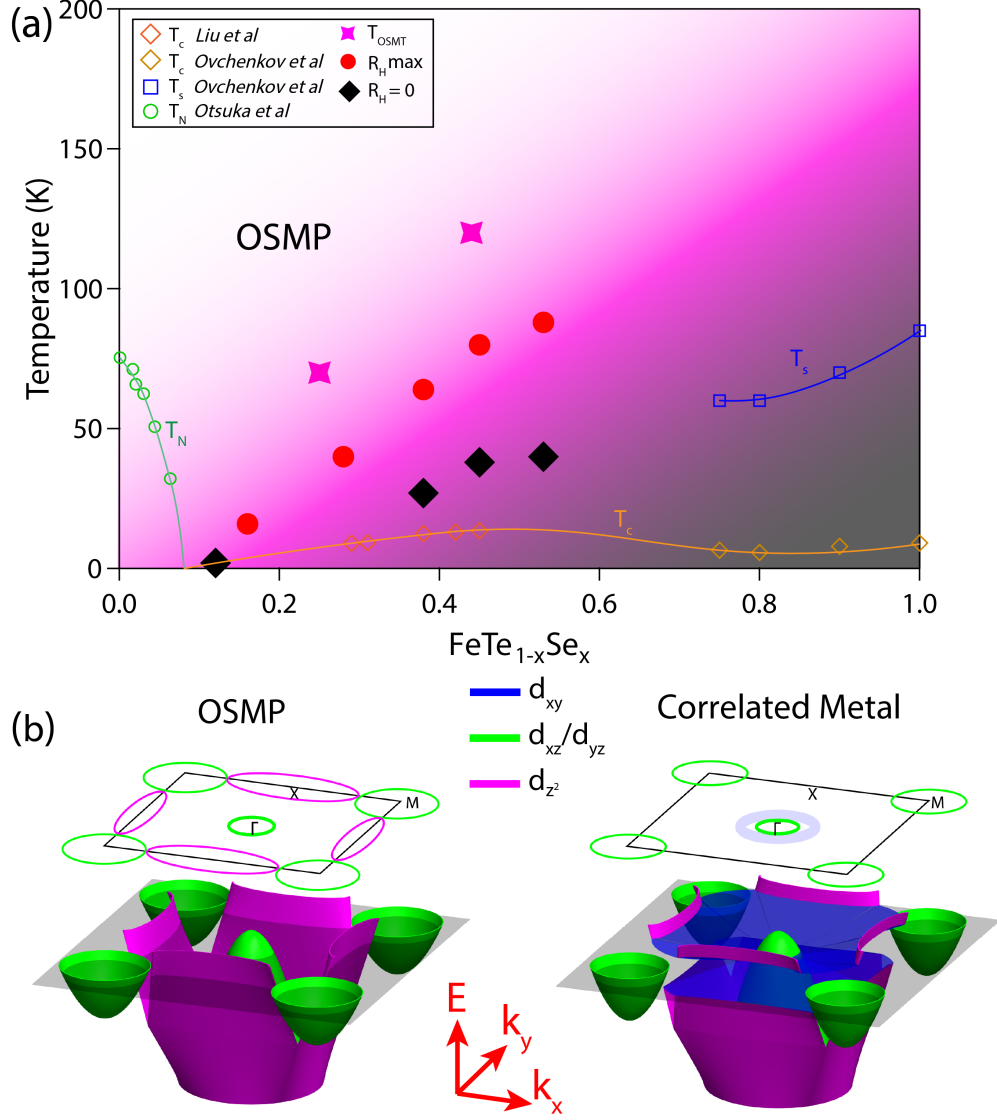 (a)
200
150
100
50
0
Temperature (K)
T_c Liu et al
T_c Ovchenkov et al
T_s Ovchenkov et al
T_N Otsuka et al
T_OSMT
R_H max
R_H = 0
OSMP
T_N
T_s
T_c
0.0 0.2 0.4 0.6 0.8 1.0
FeTe_1-xSe_x
(b)
OSMP
d_xy
d_xz/d_yz
d_z²
Correlated Metal
X
M
Γ
X
M
Γ
E
k_y
k_x